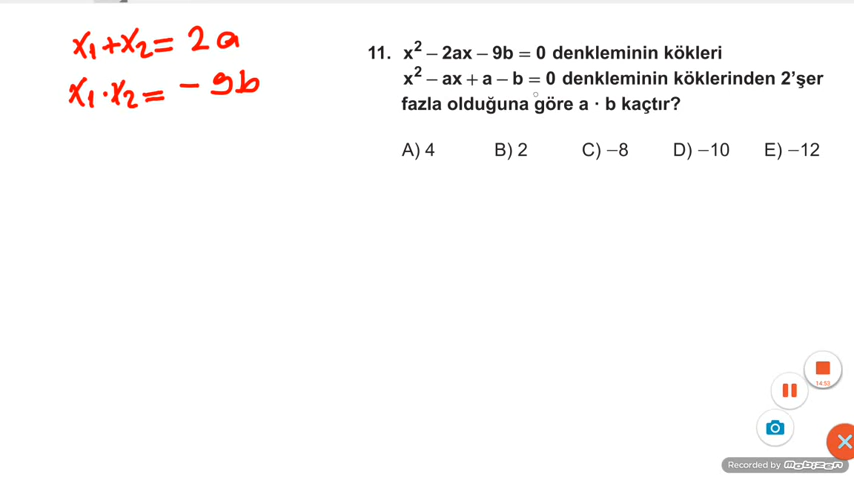 x₁+x₂= 2a
x₁·x₂= -9b
11. x² – 2ax – 9b = 0 denkleminin kökleri
x² – ax + a – b = 0 denkleminin köklerinden 2'şer
fazla olduğuna göre a · b kaçtır?
A) 4 B) 2 C) –8 D) –10 E) –12
14:53
Recorded by mobizen